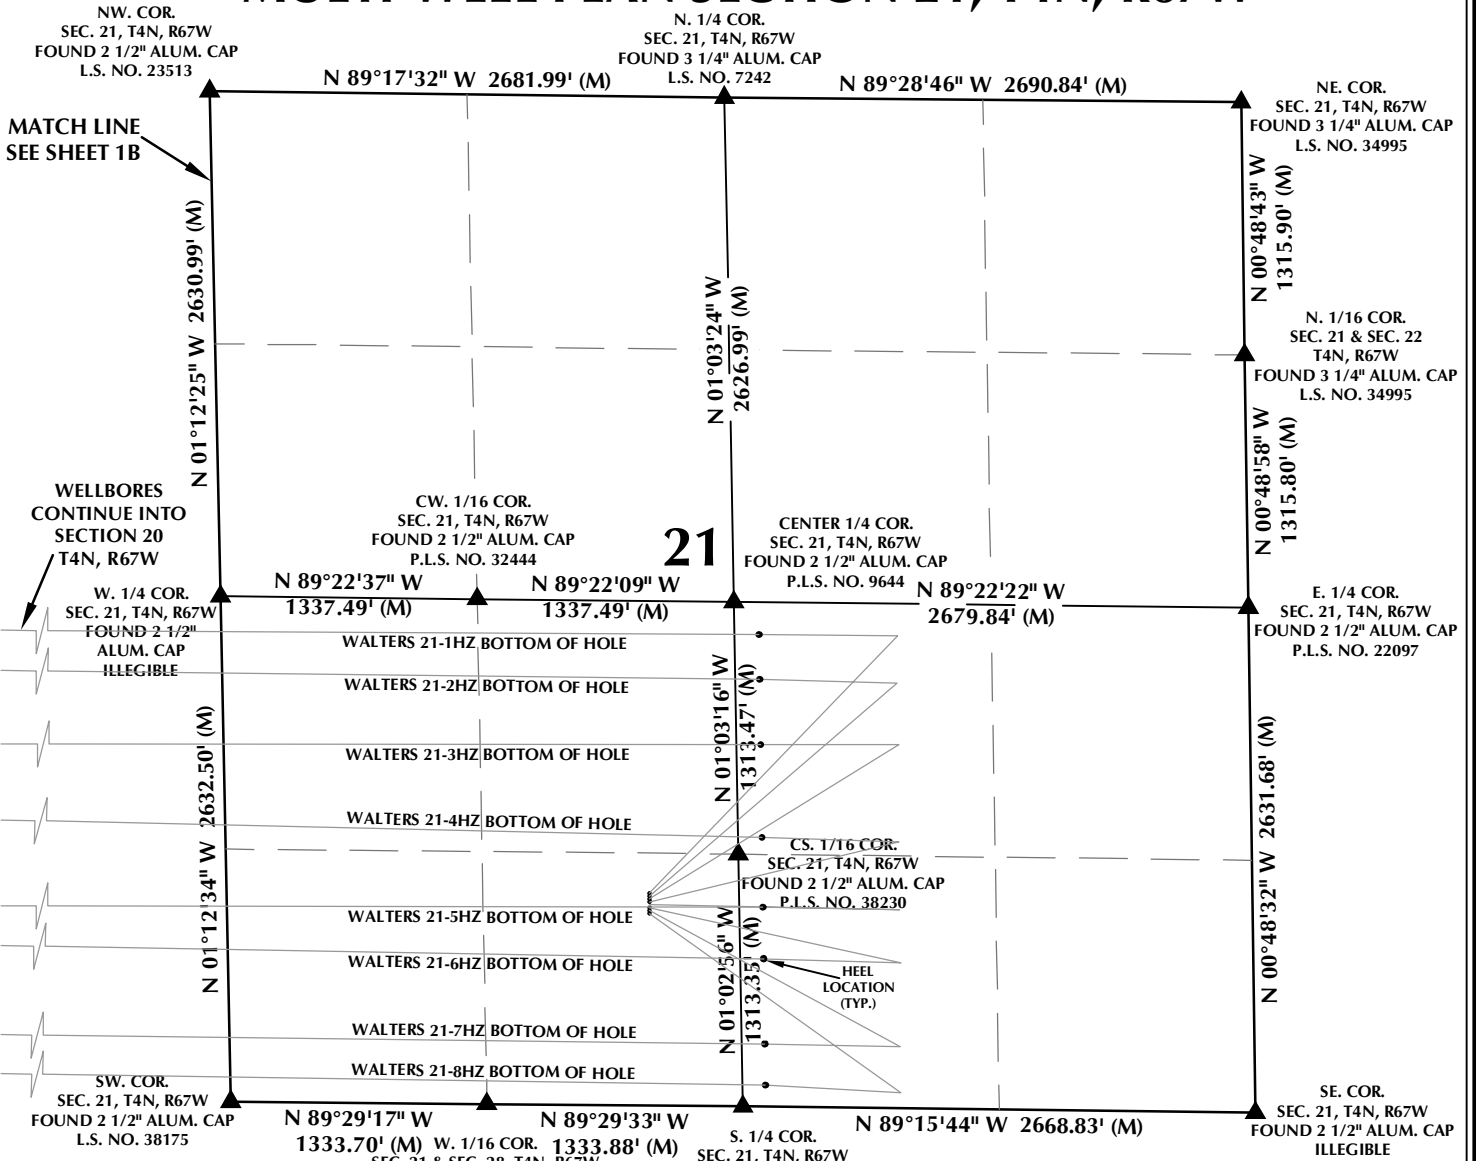 MULTI-WELL PLAN SECTION 21, T4N, R67W
NW. COR.
SEC. 21, T4N, R67W
FOUND 2 1/2" ALUM. CAP
L.S. NO. 23513
N. 1/4 COR.
SEC. 21, T4N, R67W
FOUND 3 1/4" ALUM. CAP
L.S. NO. 7242
N 89°17'32" W 2681.99' (M)
N 89°28'46" W 2690.84' (M)
NE. COR.
SEC. 21, T4N, R67W
FOUND 3 1/4" ALUM. CAP
L.S. NO. 34995
MATCH LINE
SEE SHEET 1B
N 01°12'25" W 2630.99' (M)
N 01°03'24" W
2626.99' (M)
N 00°48'43" W
1315.90' (M)
N. 1/16 COR.
SEC. 21 & SEC. 22
T4N, R67W
FOUND 3 1/4" ALUM. CAP
L.S. NO. 34995
N 00°48'58" W
1315.80' (M)
WELLBORES
CONTINUE INTO
SECTION 20
T4N, R67W
CW. 1/16 COR.
SEC. 21, T4N, R67W
FOUND 2 1/2" ALUM. CAP
P.L.S. NO. 32444
21
CENTER 1/4 COR.
SEC. 21, T4N, R67W
FOUND 2 1/2" ALUM. CAP
P.L.S. NO. 9644
W. 1/4 COR.
SEC. 21, T4N, R67W
FOUND 2 1/2"
ALUM. CAP
ILLEGIBLE
N 89°22'37" W
1337.49' (M)
N 89°22'09" W
1337.49' (M)
N 89°22'22" W
2679.84' (M)
E. 1/4 COR.
SEC. 21, T4N, R67W
FOUND 2 1/2" ALUM. CAP
P.L.S. NO. 22097
WALTERS 21-1HZ BOTTOM OF HOLE
WALTERS 21-2HZ BOTTOM OF HOLE
WALTERS 21-3HZ BOTTOM OF HOLE
WALTERS 21-4HZ BOTTOM OF HOLE
N 01°12'34" W 2632.50' (M)
N 01°03'16" W
1313.47' (M)
N 00°48'32" W 2631.68' (M)
CS. 1/16 COR.
SEC. 21, T4N, R67W
FOUND 2 1/2" ALUM. CAP
P.L.S. NO. 38230
WALTERS 21-5HZ BOTTOM OF HOLE
WALTERS 21-6HZ BOTTOM OF HOLE
N 01°02'56" W
1313.35' (M)
HEEL
LOCATION
(TYP.)
WALTERS 21-7HZ BOTTOM OF HOLE
WALTERS 21-8HZ BOTTOM OF HOLE
SW. COR.
SEC. 21, T4N, R67W
FOUND 2 1/2" ALUM. CAP
L.S. NO. 38175
N 89°29'17" W
1333.70' (M)
N 89°29'33" W
1333.88' (M)
N 89°15'44" W 2668.83' (M)
SE. COR.
SEC. 21, T4N, R67W
FOUND 2 1/2" ALUM. CAP
ILLEGIBLE
W. 1/16 COR.
SEC. 21 & SEC. 28, T4N, R67W
S. 1/4 COR.
SEC. 21, T4N, R67W